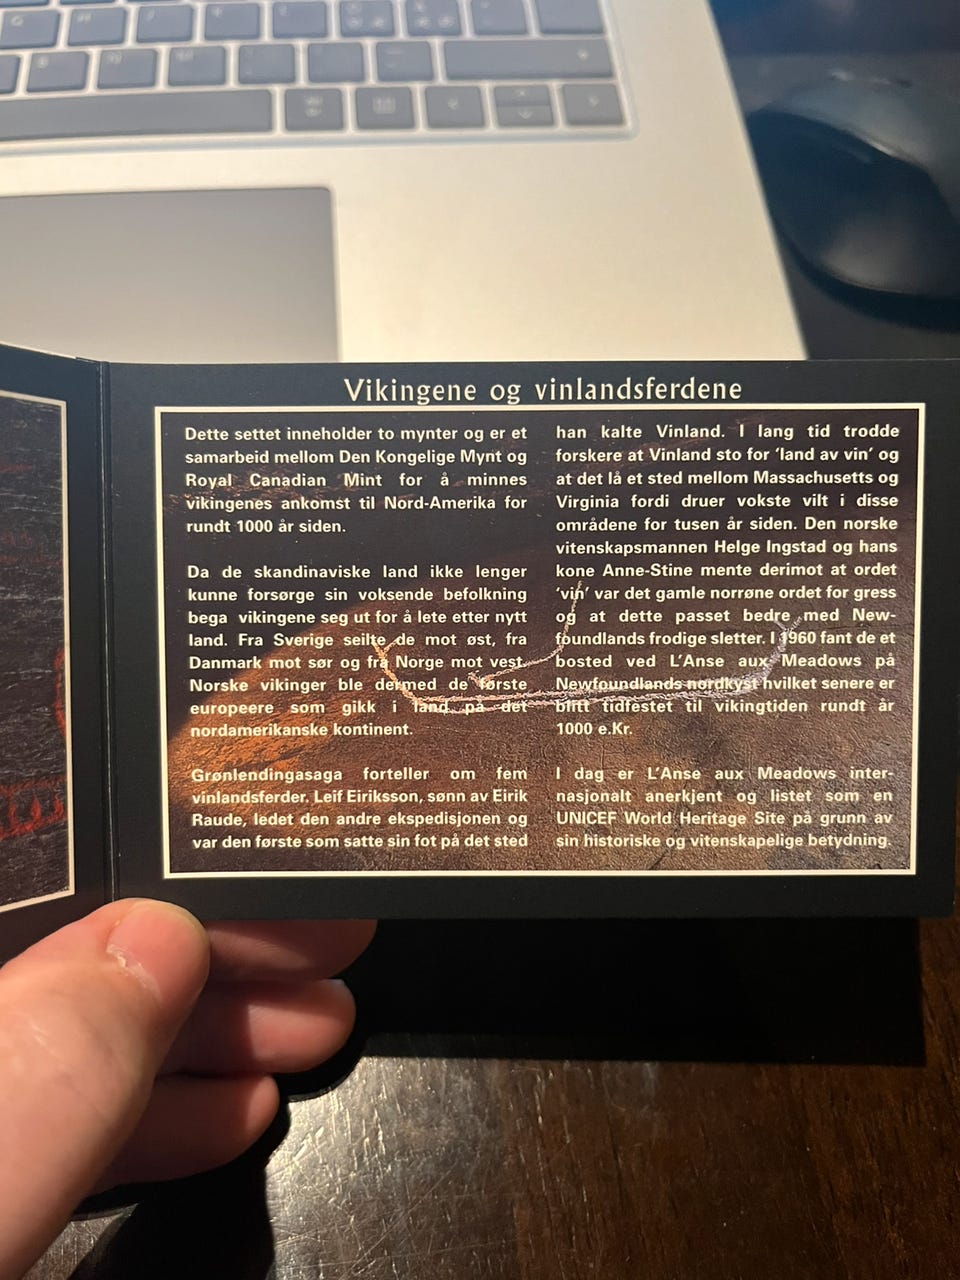 Vikingene og vinlandsferdene
Dette settet inneholder to mynter og er et
samarbeid mellom Den Kongelige Mynt og
Royal Canadian Mint for å minnes
vikingenes ankomst til Nord-Amerika for
rundt 1000 år siden.
Da de skandinaviske land ikke lenger
kunne forsørge sin voksende befolkning
bega vikingene seg ut for å lete etter nytt
land. Fra Sverige seilte de mot øst, fra
Danmark mot sør og fra Norge mot vest.
Norske vikinger ble dermed de første
europeere som gikk i land på det
nordamerikanske kontinent.
Grønlendingasaga forteller om fem
vinlandsferder. Leif Eiriksson, sønn av Eirik
Raude, ledet den andre ekspedisjonen og
var den første som satte sin fot på det sted
han kalte Vinland. I lang tid trodde
forskere at Vinland sto for 'land av vin' og
at det lå et sted mellom Massachusetts og
Virginia fordi druer vokste vilt i disse
områdene for tusen år siden. Den norske
vitenskapsmannen Helge Ingstad og hans
kone Anne-Stine mente derimot at ordet
'vin' var det gamle norrøne ordet for gress
og at dette passet bedre med New-
foundlands frodige sletter. I 1960 fant de et
bosted ved L'Anse aux Meadows på
Newfoundlands nordkyst hvilket senere er
blitt tidfestet til vikingtiden rundt år
1000 e.Kr.
I dag er L'Anse aux Meadows inter-
nasjonalt anerkjent og listet som en
UNICEF World Heritage Site på grunn av
sin historiske og vitenskapelige betydning.